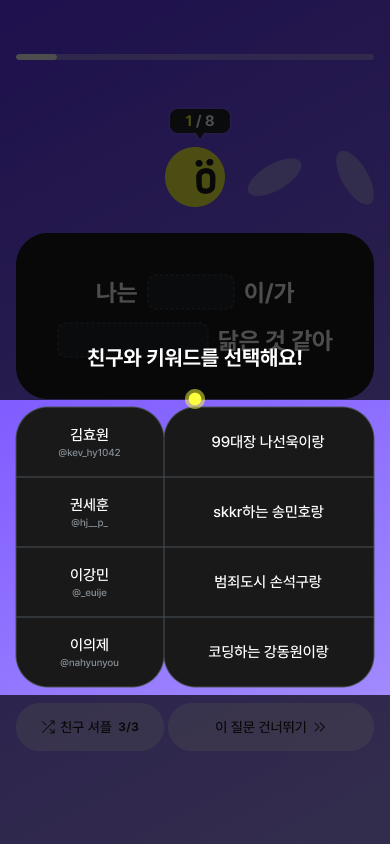 1 / 8
ö
나는 이/가
닮은 것 같아
친구와 키워드를 선택해요!
김효원
@kev_hy1042
99대장 나선욱이랑
권세훈
@hj__p_
skkr하는 송민호랑
이강민
@_euije
범죄도시 손석구랑
이의제
@nahyunyou
코딩하는 강동원이랑
친구 셔플 3/3
이 질문 건너뛰기